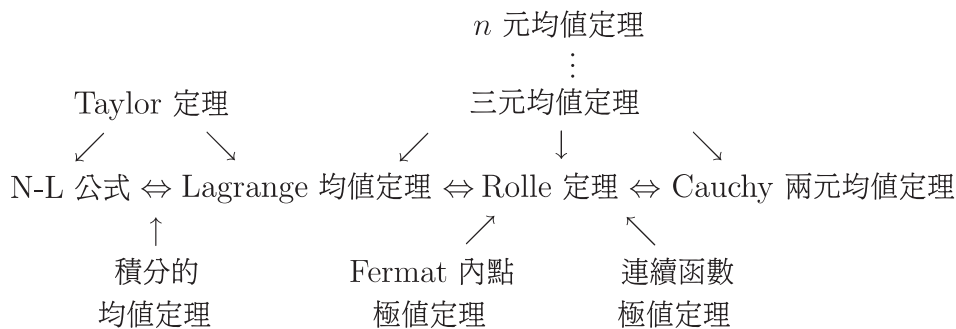 n 元均值定理
⋮
Taylor 定理 三元均值定理
↙ ↘ ↙ ↓ ↘
N-L 公式 ⇔ Lagrange 均值定理 ⇔ Rolle 定理 ⇔ Cauchy 兩元均值定理
↑ ↗ ↖
積分的 Fermat 內點 連續函數
均值定理 極值定理 極值定理